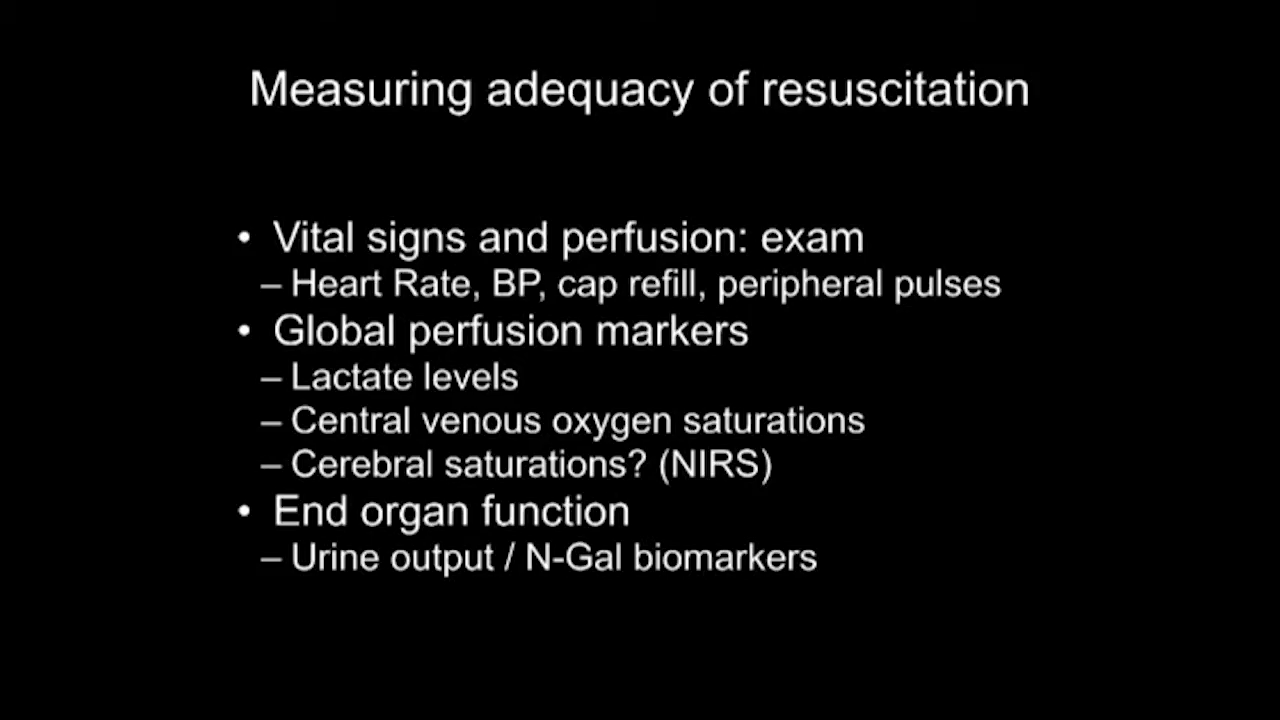 Measuring adequacy of resuscitation
• Vital signs and perfusion: exam
– Heart Rate, BP, cap refill, peripheral pulses
• Global perfusion markers
– Lactate levels
– Central venous oxygen saturations
– Cerebral saturations? (NIRS)
• End organ function
– Urine output / N-Gal biomarkers